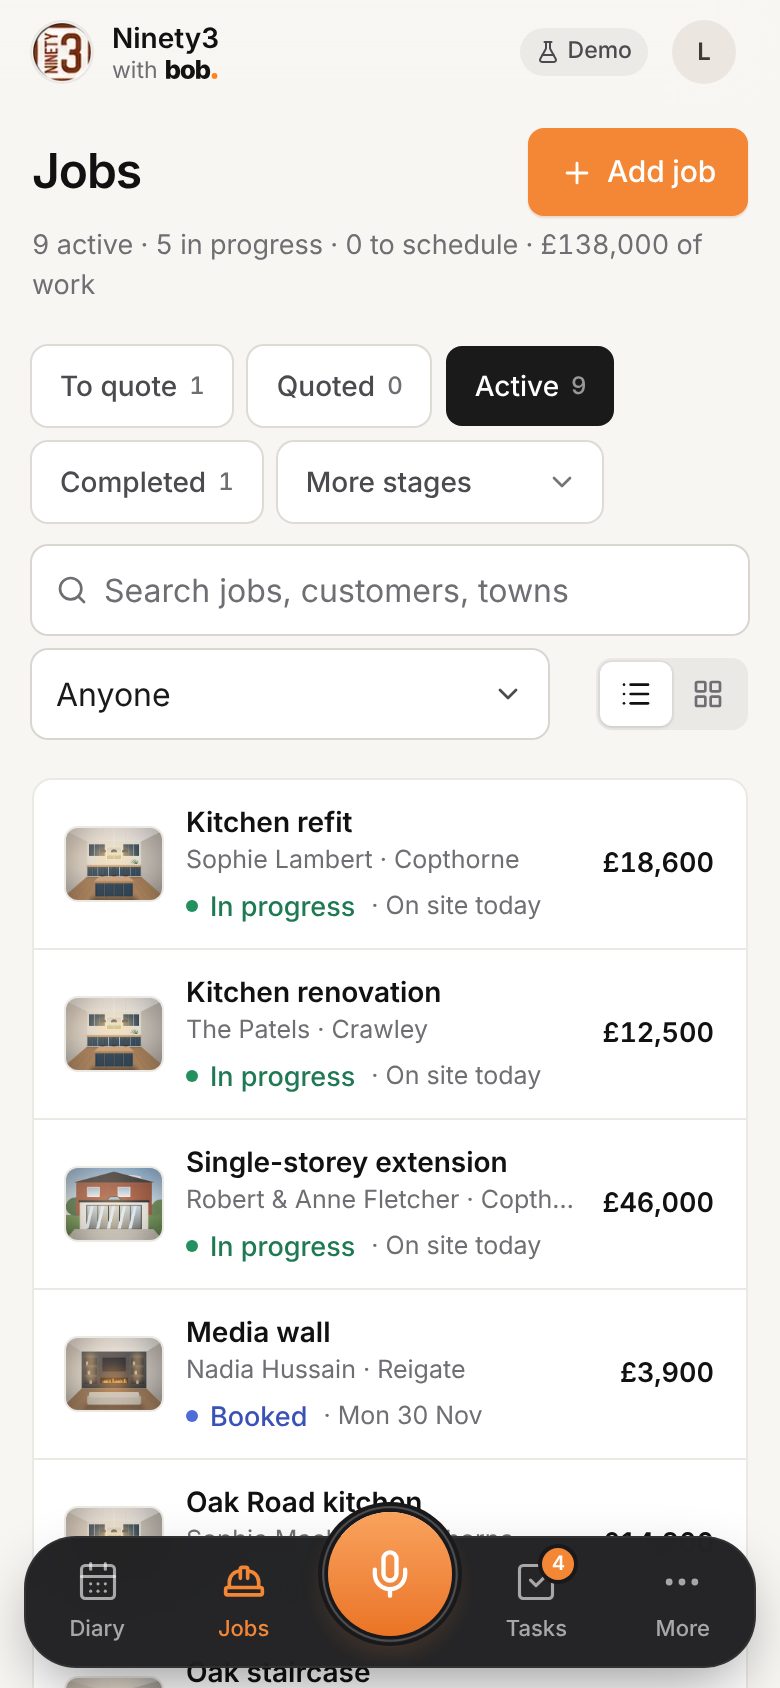 NINETY 3
Ninety3
with bob.
Demo
L
Jobs
+ Add job
9 active · 5 in progress · 0 to schedule · £138,000 of
work
To quote 1
Quoted 0
Active 9
Completed 1
More stages
Search jobs, customers, towns
Anyone
Kitchen refit
Sophie Lambert · Copthorne
£18,600
In progress · On site today
Kitchen renovation
The Patels · Crawley
£12,500
In progress · On site today
Single-storey extension
Robert & Anne Fletcher · Copth...
£46,000
In progress · On site today
Media wall
Nadia Hussain · Reigate
£3,900
Booked · Mon 30 Nov
Oak Road kitchen
Diary
Jobs
4
Tasks
More
Oak staircase